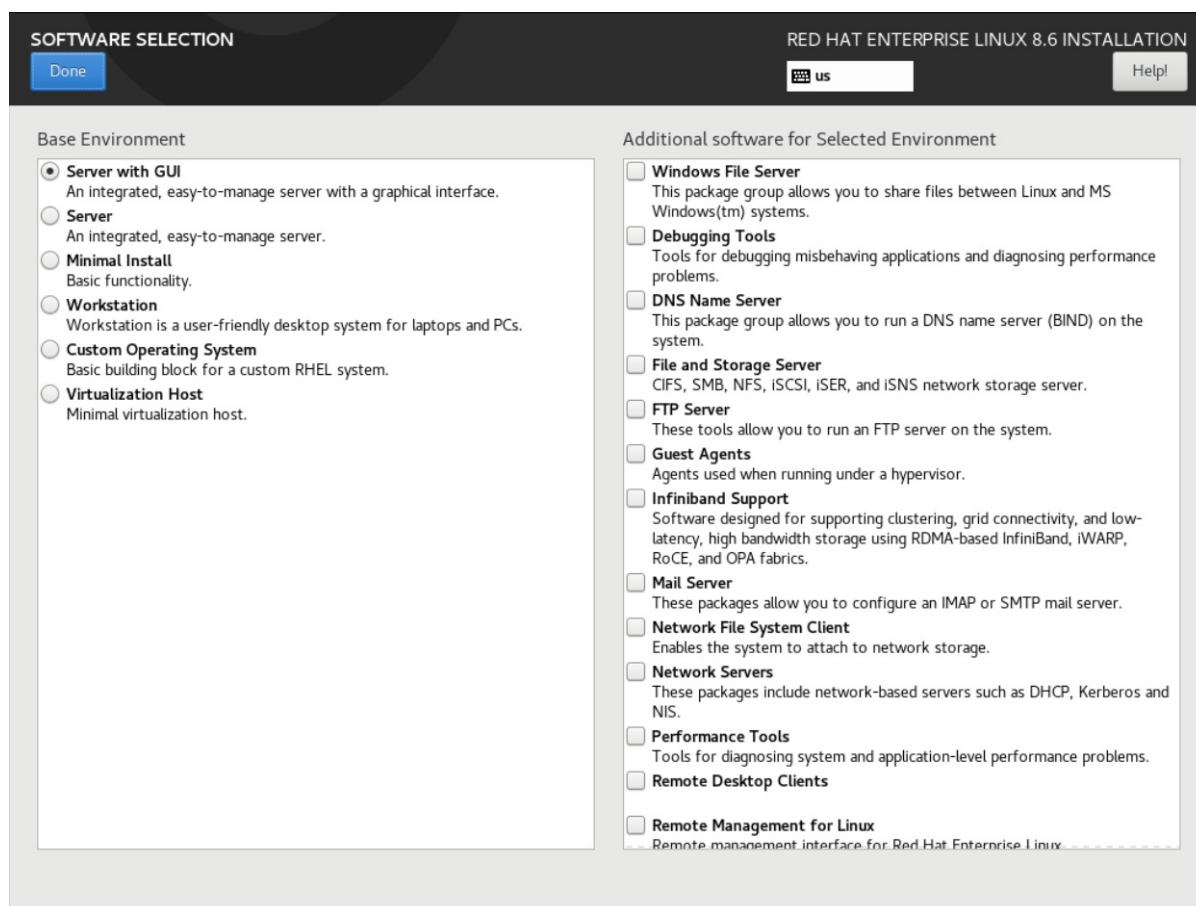 SOFTWARE SELECTION
Done
RED HAT ENTERPRISE LINUX 8.6 INSTALLATION
us
Help!
Base Environment
Server with GUI
An integrated, easy-to-manage server with a graphical interface.
Server
An integrated, easy-to-manage server.
Minimal Install
Basic functionality.
Workstation
Workstation is a user-friendly desktop system for laptops and PCs.
Custom Operating System
Basic building block for a custom RHEL system.
Virtualization Host
Minimal virtualization host.
Additional software for Selected Environment
Windows File Server
This package group allows you to share files between Linux and MS
Windows(tm) systems.
Debugging Tools
Tools for debugging misbehaving applications and diagnosing performance
problems.
DNS Name Server
This package group allows you to run a DNS name server (BIND) on the
system.
File and Storage Server
CIFS, SMB, NFS, iSCSI, iSER, and iSNS network storage server.
FTP Server
These tools allow you to run an FTP server on the system.
Guest Agents
Agents used when running under a hypervisor.
Infiniband Support
Software designed for supporting clustering, grid connectivity, and low-
latency, high bandwidth storage using RDMA-based InfiniBand, iWARP,
RoCE, and OPA fabrics.
Mail Server
These packages allow you to configure an IMAP or SMTP mail server.
Network File System Client
Enables the system to attach to network storage.
Network Servers
These packages include network-based servers such as DHCP, Kerberos and
NIS.
Performance Tools
Tools for diagnosing system and application-level performance problems.
Remote Desktop Clients
Remote Management for Linux
Remote management interface for Red Hat Enterprise Linux